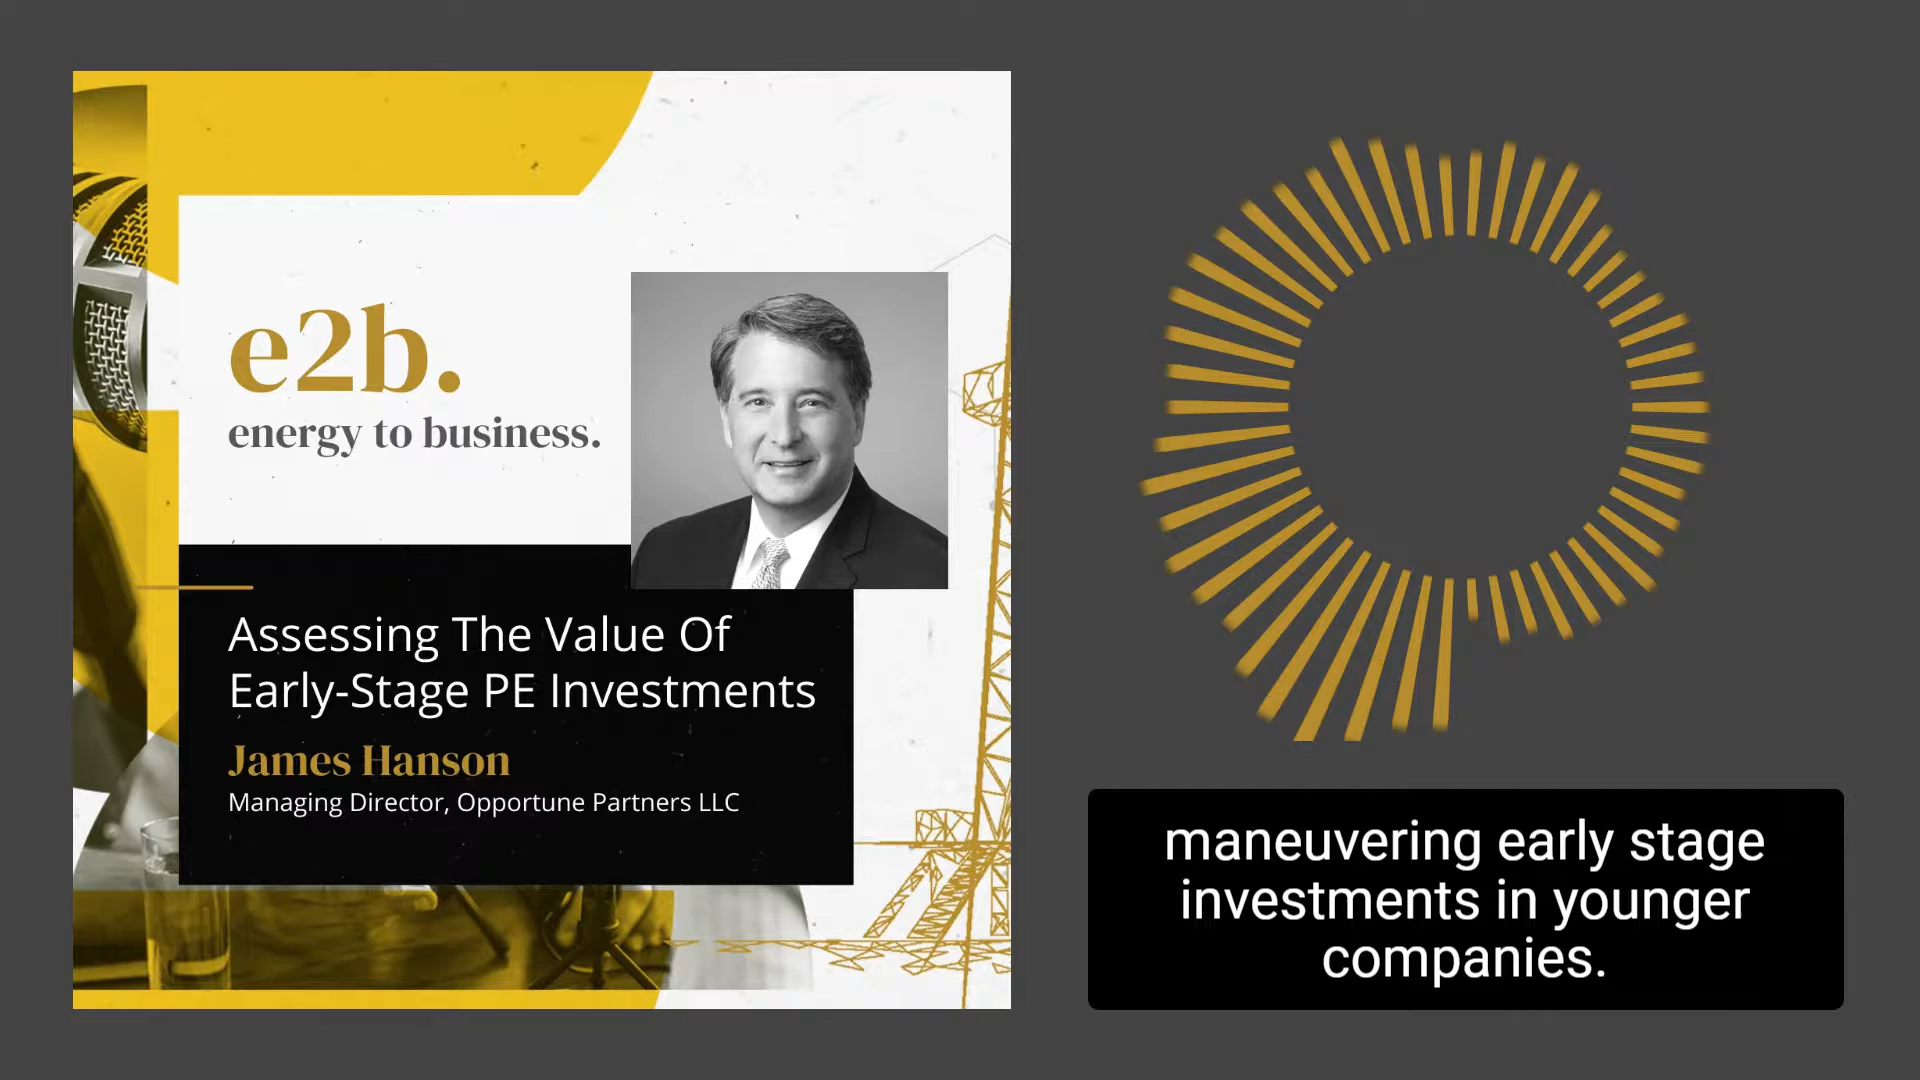 e2b.
energy to business.
Assessing The Value Of
Early-Stage PE Investments
James Hanson
Managing Director, Opportune Partners LLC
maneuvering early stage
investments in younger
companies.